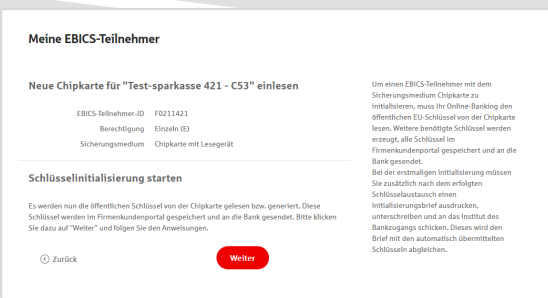 Meine EBICS-Teilnehmer
Neue Chipkarte für "Test-sparkasse 421 - C53" einlesen
EBICS-Teilnehmer-ID F0211421
Berechtigung Einzeln (E)
Sicherungsmedium Chipkarte mit Lesegerät
Schlüsselinitialisierung starten
Es werden nun die öffentlichen Schlüssel von der Chipkarte gelesen bzw. generiert. Diese
Schlüssel werden im Firmenkundenportal gespeichert und an die Bank gesendet. Bitte klicken
Sie dazu auf "Weiter" und folgen Sie den Anweisungen.
Zurück
Weiter
Um einen EBICS-Teilnehmer mit dem
Sicherungsmedium Chipkarte zu
initialisieren, muss Ihr Online-Banking den
öffentlichen EU-Schlüssel von der Chipkarte
lesen. Weitere benötigte Schlüssel werden
erzeugt, alle Schlüssel im
Firmenkundenportal gespeichert und an die
Bank gesendet.
Bei der erstmaligen Initialisierung müssen
Sie zusätzlich nach dem erfolgten
Schlüsselaustausch einen
Initialisierungsbrief ausdrucken,
unterschreiben und an das Institut des
Bankzugangs schicken. Dieses wird den
Brief mit den automatisch übermittelten
Schlüsseln abgleichen.